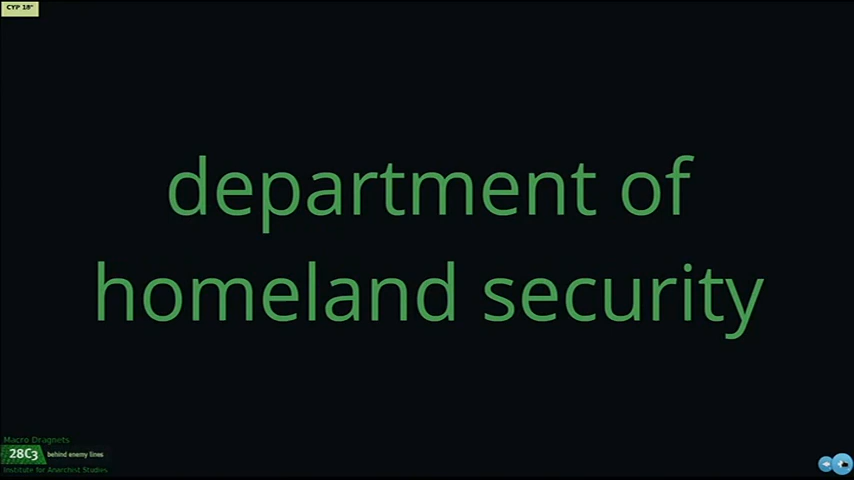 CYP 18"
department of
homeland security
Macro Dragnets
28C3 behind enemy lines
Institute for Anarchist Studies